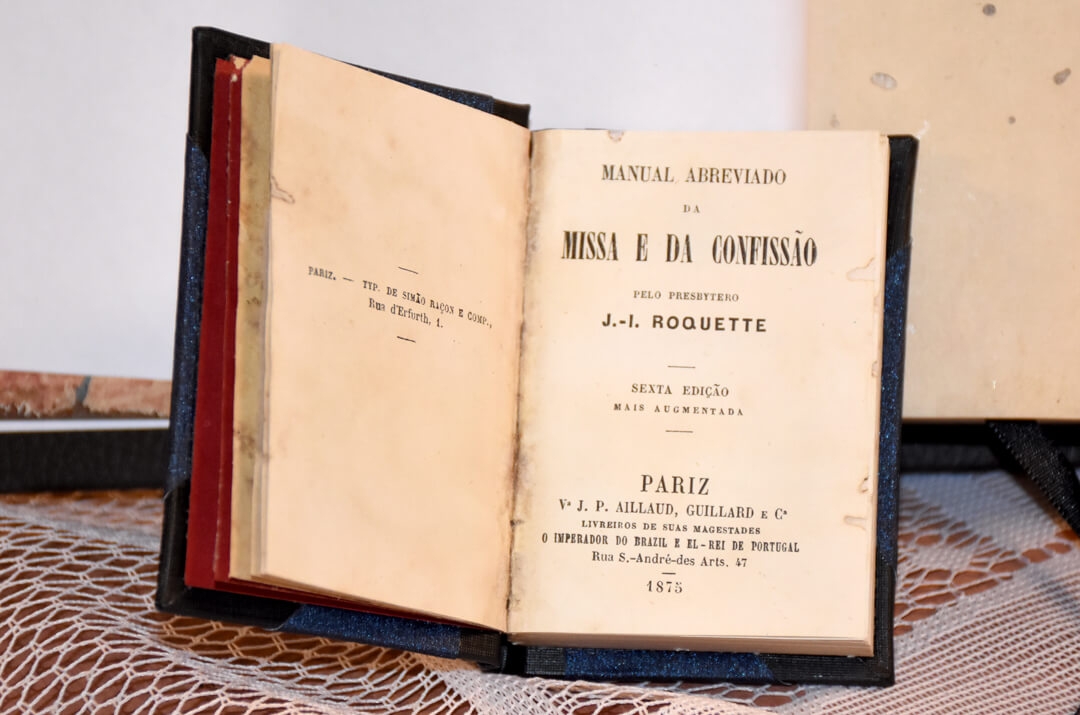 PARIZ. — TYP. DE SIMÃO RAÇON E COMP.,
Rua d'Erfurth, 1.
MANUAL ABREVIADO
DA
MISSA E DA CONFISSÃO
PELO PRESBYTERO
J.-I. ROQUETTE
SEXTA EDIÇÃO
MAIS AUGMENTADA
PARIZ
Vª J. P. AILLAUD, GUILLARD E Cª
LIVREIROS DE SUAS MAGESTADES
O IMPERADOR DO BRAZIL E EL-REI DE PORTUGAL
Rua S.-André-des Arts. 47
1875